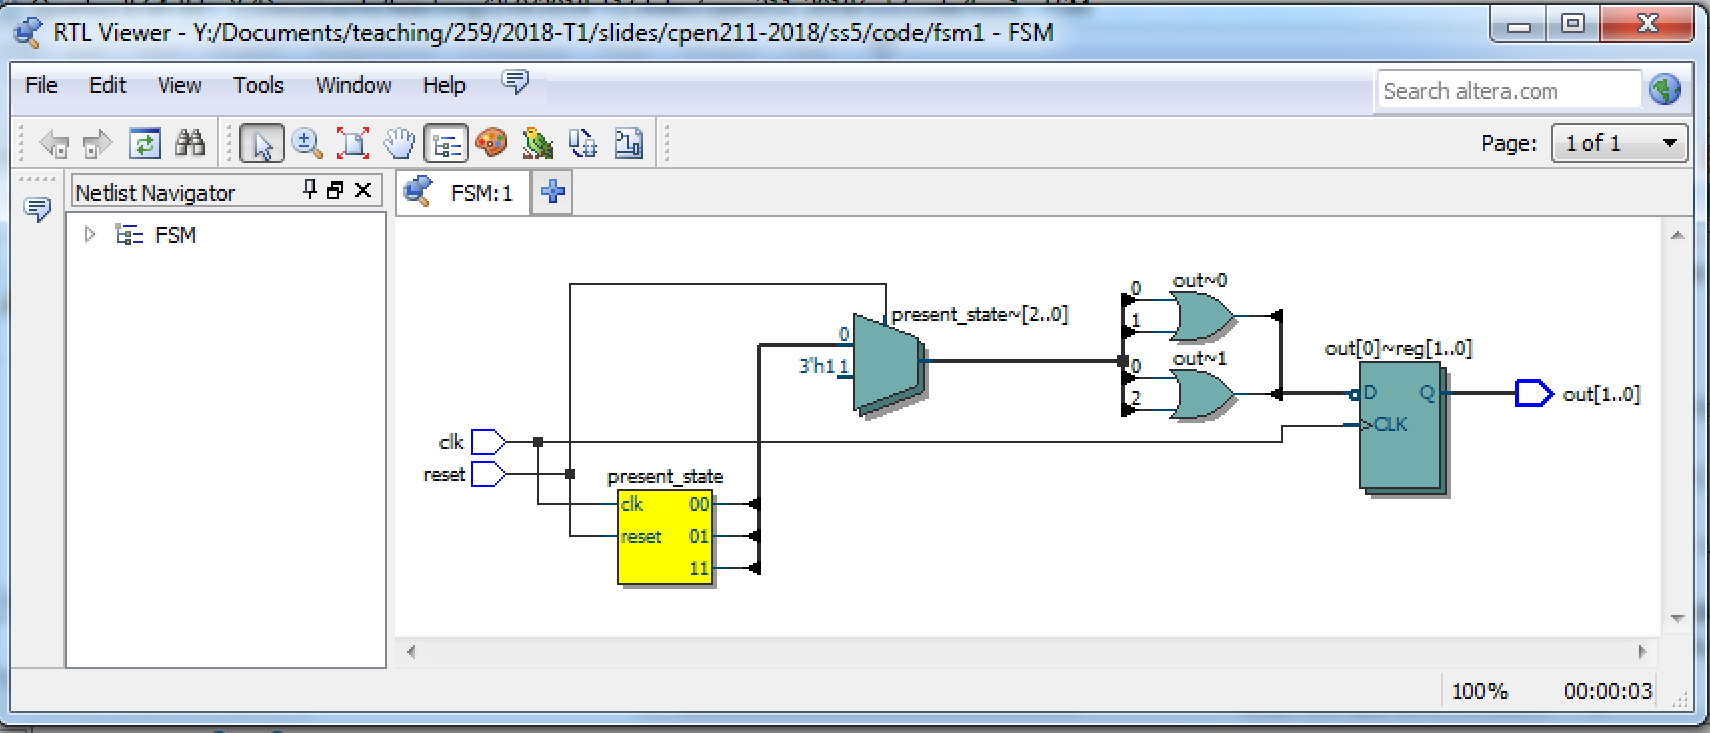 RTL Viewer - Y:/Documents/teaching/259/2018-T1/slides/cpen211-2018/ss5/code/fsm1 - FSM
File Edit View Tools Window Help
Search altera.com
Page: 1 of 1
Netlist Navigator
FSM:1
FSM
out~0
0
1
present_state~[2..0]
0
3'h1 1
out~1
0
2
out[0]~reg[1..0]
D Q
CLK
out[1..0]
clk
reset
present_state
clk 00
reset 01
11
100% 00:00:03